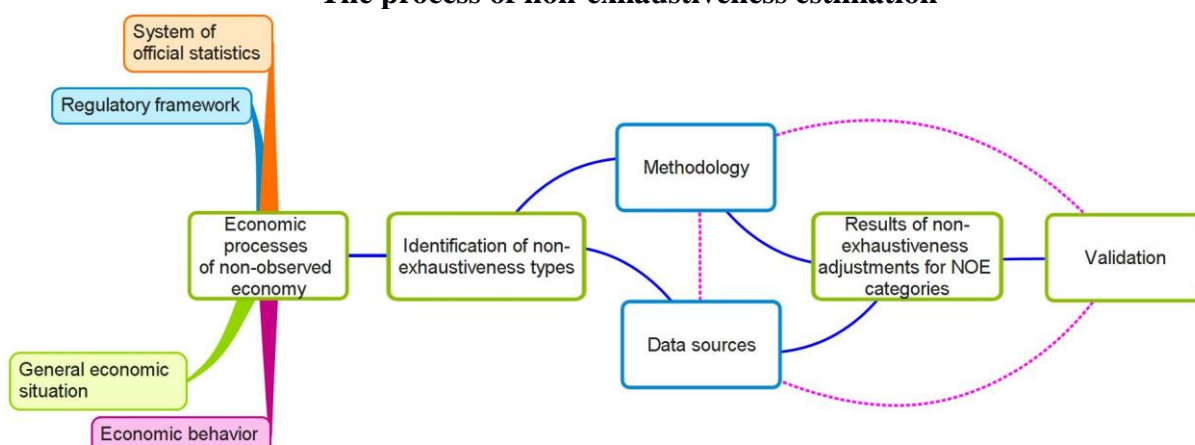 The process of non-exhaustiveness estimation
System of
official statistics
Regulatory framework
Methodology
Economic
processes
of non-observed
economy
Identification of non-
exhaustiveness types
Results of non-
exhaustiveness
adjustments for NOE
categories
Validation
Data sources
General economic
situation
Economic behavior